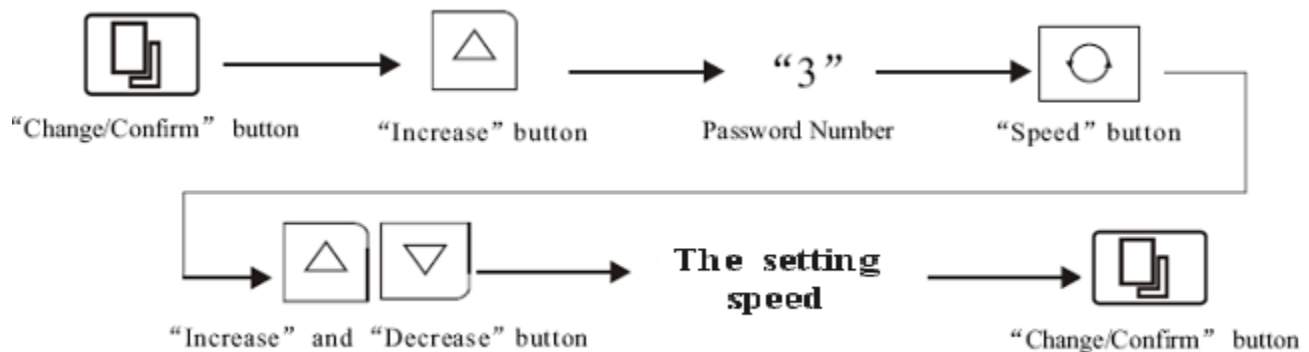 “3”
“Change/Confirm” button
“Increase” button
Password Number
“Speed” button
The setting
speed
“Increase” and “Decrease” button
“Change/Confirm” button